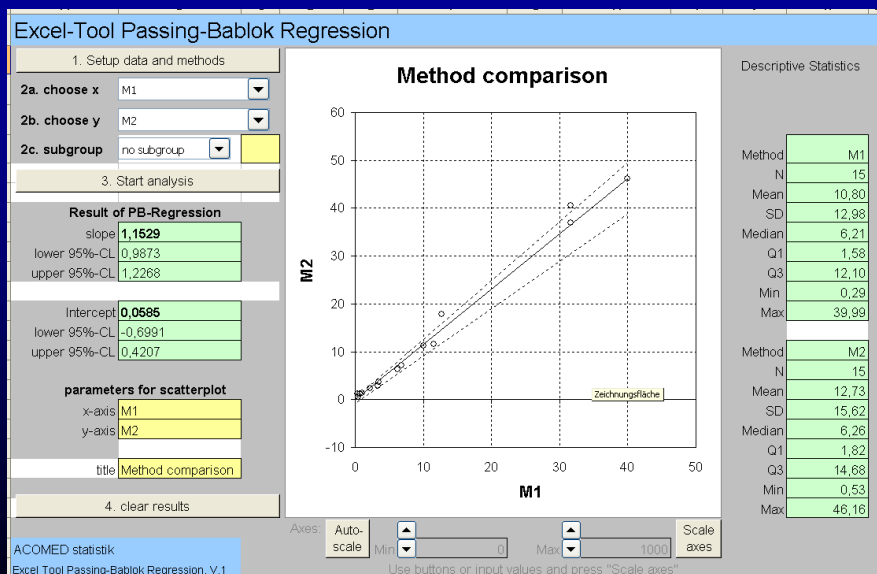 Excel-Tool Passing-Bablok Regression
1. Setup data and methods
2a. choose x M1
2b. choose y M2
2c. subgroup no subgroup
3. Start analysis
Result of PB-Regression
slope 1,1529
lower 95%-CL 0,9873
upper 95%-CL 1,2268
Intercept 0,0585
lower 95%-CL -0,6991
upper 95%-CL 0,4207
parameters for scatterplot
x-axis M1
y-axis M2
title Method comparison
4. clear results
ACOMED statistik
Excel Tool Passing-Bablok Regression, V.1
Method comparison
60
50
40
30
20
10
0
-10
M2
0 10 20 30 40 50
M1
Zeichnungsfläche
Axes: Auto-scale Min 0 Max 1000 Scale axes
Use buttons or input values and press "Scale axes"
Descriptive Statistics
Method M1
N 15
Mean 10,80
SD 12,98
Median 6,21
Q1 1,58
Q3 12,10
Min 0,29
Max 39,99
Method M2
N 15
Mean 12,73
SD 15,62
Median 6,26
Q1 1,82
Q3 14,68
Min 0,53
Max 46,16